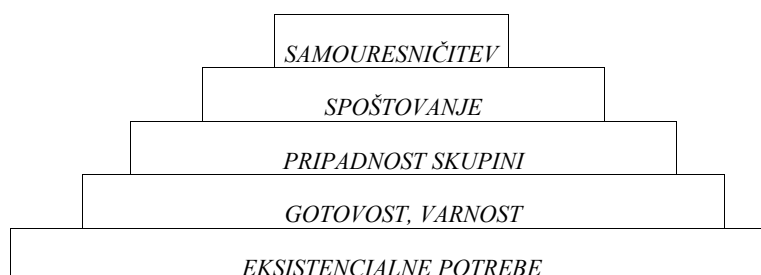 SAMOURESNIČITEV
SPOŠTOVANJE
PRIPADNOST SKUPINI
GOTOVOST, VARNOST
EKSISTENCIALNE POTREBE